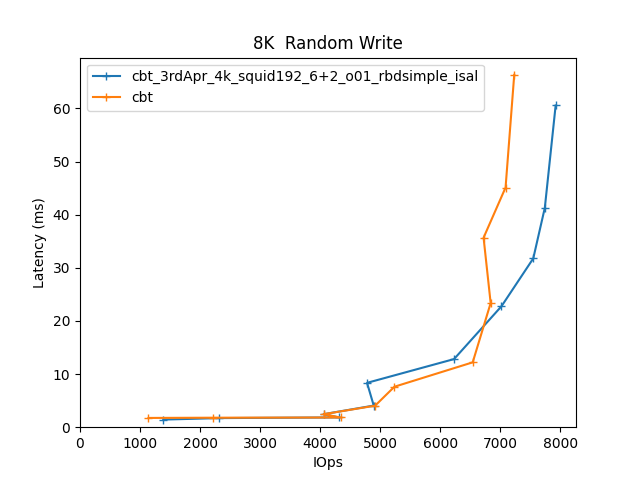 8K  Random Write
cbt_3rdApr_4k_squid192_6+2_o01_rbdsimple_isal
cbt
Latency (ms)
60
50
40
30
20
10
0
0 1000 2000 3000 4000 5000 6000 7000 8000
IOps